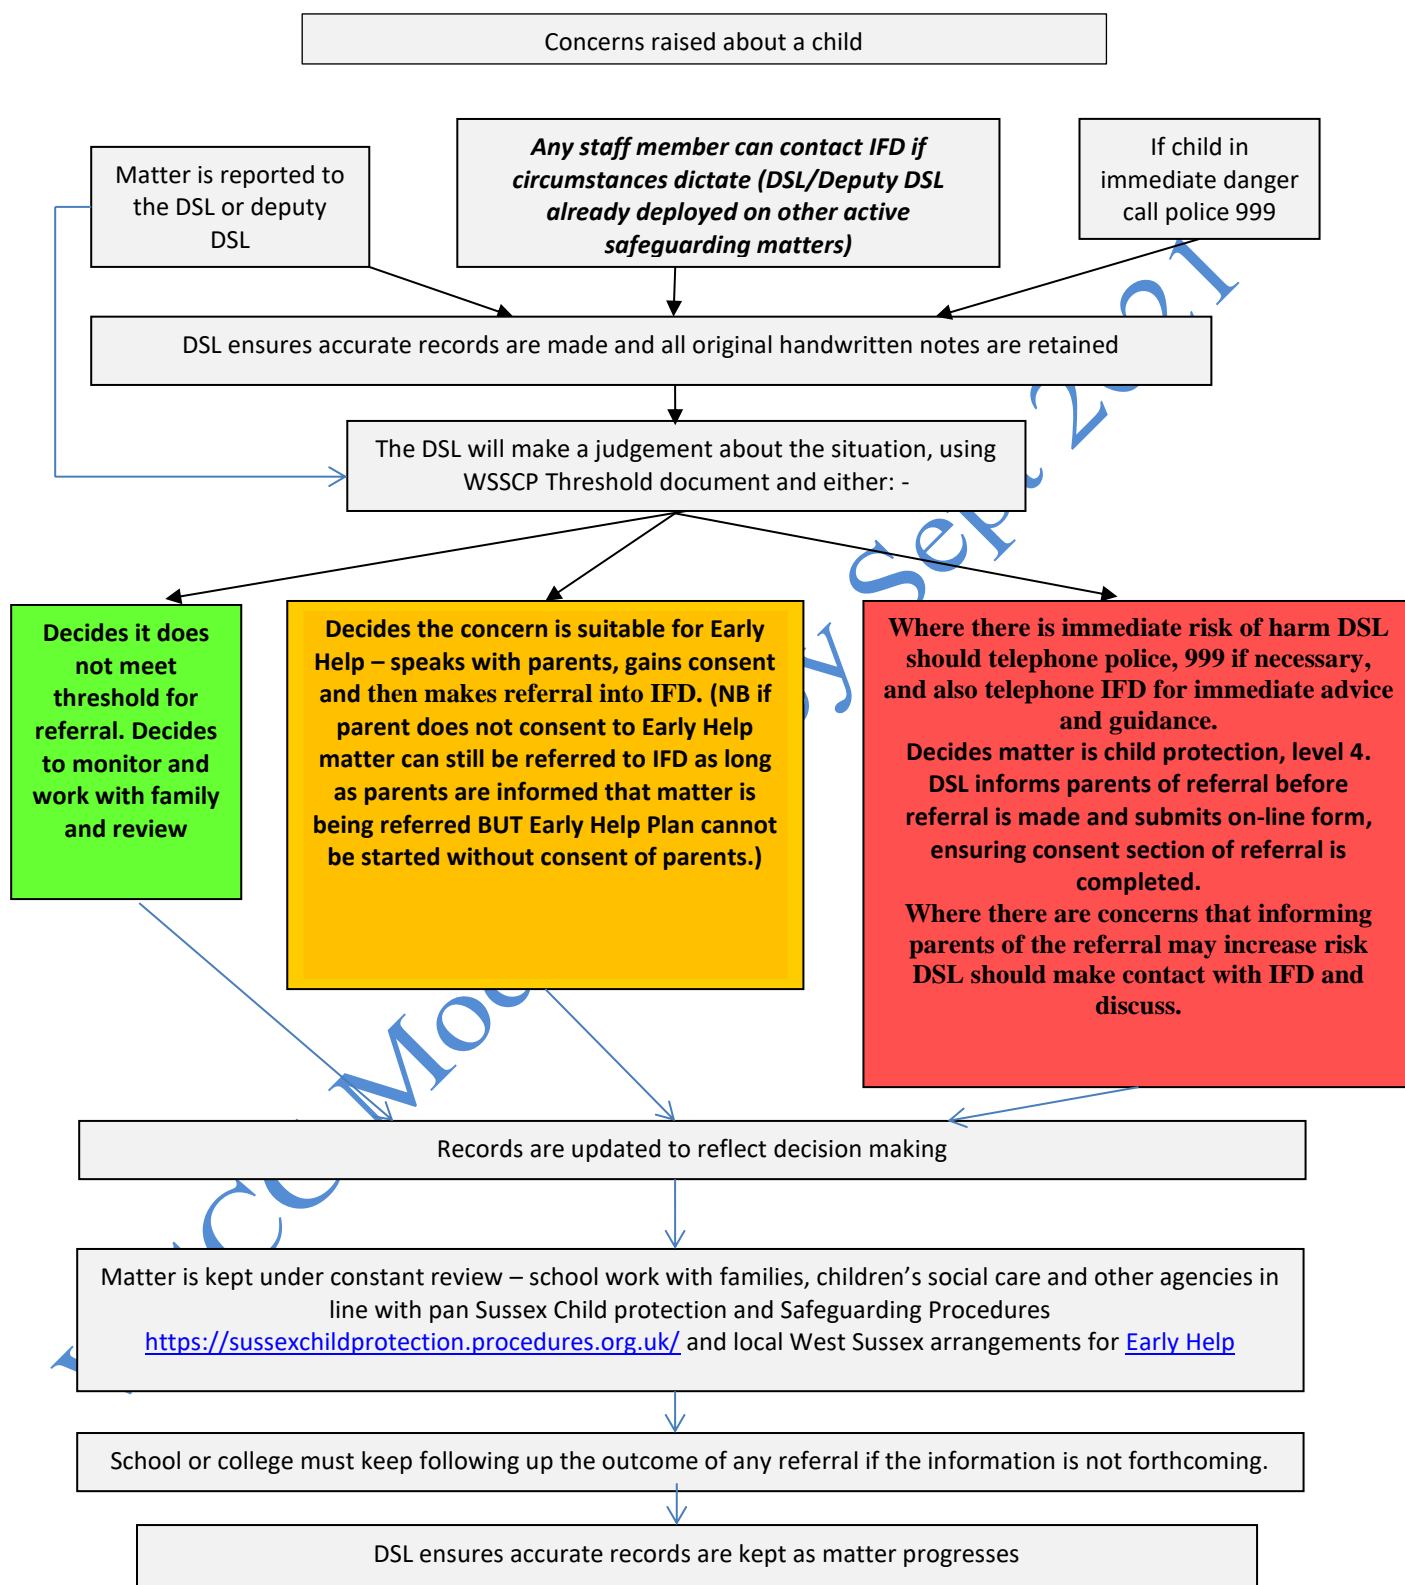 Concerns raised about a child
Matter is reported to
the DSL or deputy
DSL
Any staff member can contact IFD if
circumstances dictate (DSL/Deputy DSL
already deployed on other active
safeguarding matters)
If child in
immediate danger
call police 999
DSL ensures accurate records are made and all original handwritten notes are retained
The DSL will make a judgement about the situation, using
WSSCP Threshold document and either: -
Decides it does
not meet
threshold for
referral. Decides
to monitor and
work with family
and review
Decides the concern is suitable for Early
Help – speaks with parents, gains consent
and then makes referral into IFD. (NB if
parent does not consent to Early Help
matter can still be referred to IFD as long
as parents are informed that matter is
being referred BUT Early Help Plan cannot
be started without consent of parents.)
Where there is immediate risk of harm DSL
should telephone police, 999 if necessary,
and also telephone IFD for immediate advice
and guidance.
Decides matter is child protection, level 4.
DSL informs parents of referral before
referral is made and submits on-line form,
ensuring consent section of referral is
completed.
Where there are concerns that informing
parents of the referral may increase risk
DSL should make contact with IFD and
discuss.
Records are updated to reflect decision making
Matter is kept under constant review – school work with families, children’s social care and other agencies in
line with pan Sussex Child protection and Safeguarding Procedures
https://sussexchildprotection.procedures.org.uk/ and local West Sussex arrangements for Early Help
School or college must keep following up the outcome of any referral if the information is not forthcoming.
DSL ensures accurate records are kept as matter progresses